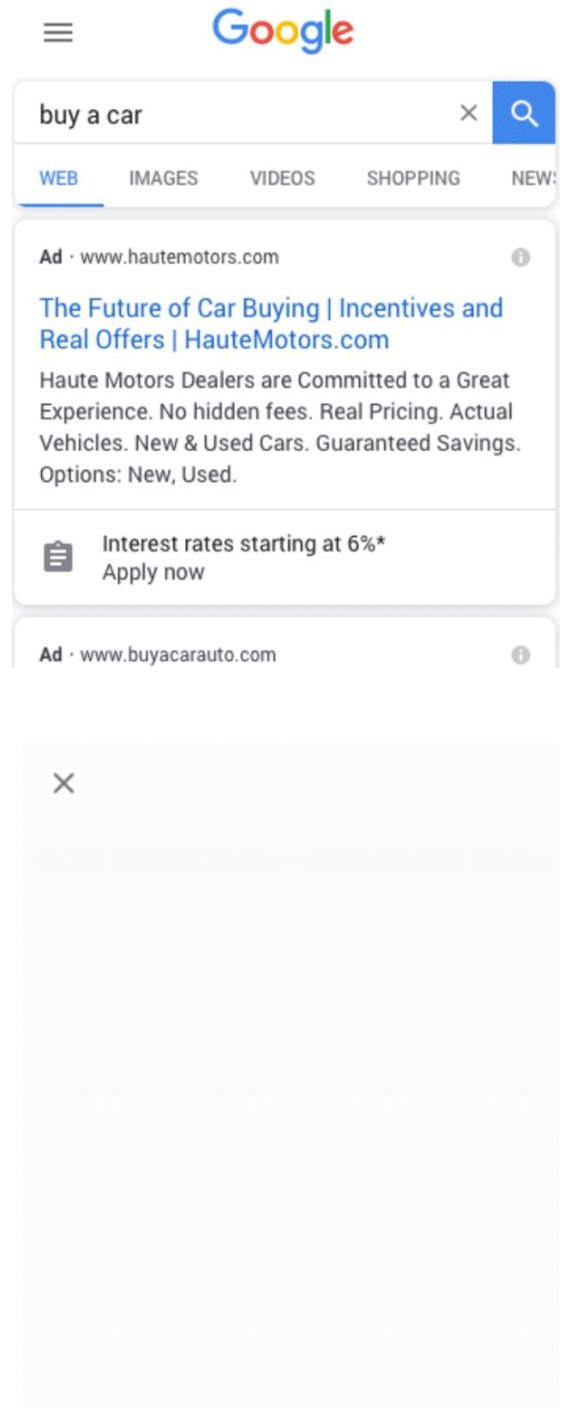 Google
buy a car
WEB IMAGES VIDEOS SHOPPING NEWS
Ad · www.hautemotors.com
The Future of Car Buying | Incentives and
Real Offers | HauteMotors.com
Haute Motors Dealers are Committed to a Great
Experience. No hidden fees. Real Pricing. Actual
Vehicles. New & Used Cars. Guaranteed Savings.
Options: New, Used.
Interest rates starting at 6%*
Apply now
Ad · www.buyacarauto.com